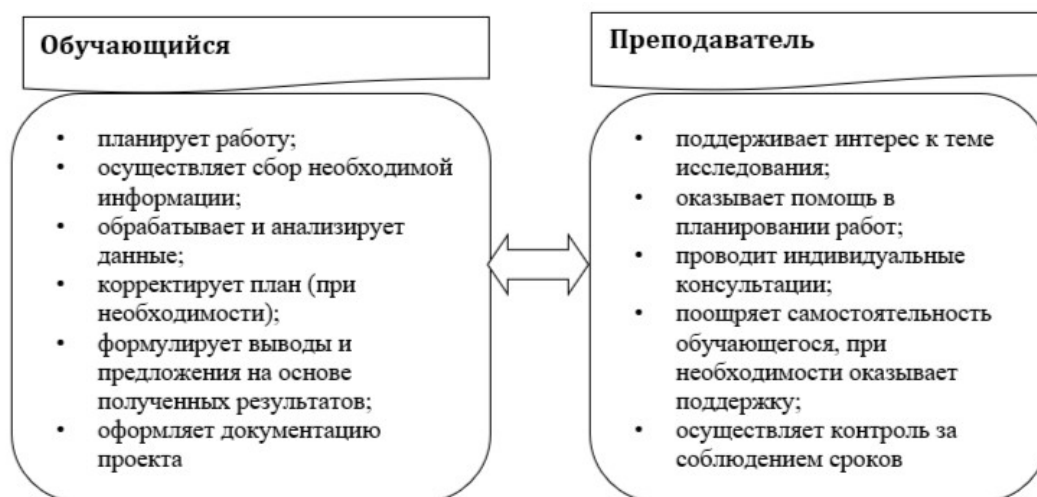 Обучающийся
• планирует работу;
• осуществляет сбор необходимой
информации;
• обрабатывает и анализирует
данные;
• корректирует план (при
необходимости);
• формулирует выводы и
предложения на основе
полученных результатов;
• оформляет документацию
проекта
Преподаватель
• поддерживает интерес к теме
исследования;
• оказывает помощь в
планировании работ;
• проводит индивидуальные
консультации;
• поощряет самостоятельность
обучающегося, при
необходимости оказывает
поддержку;
• осуществляет контроль за
соблюдением сроков